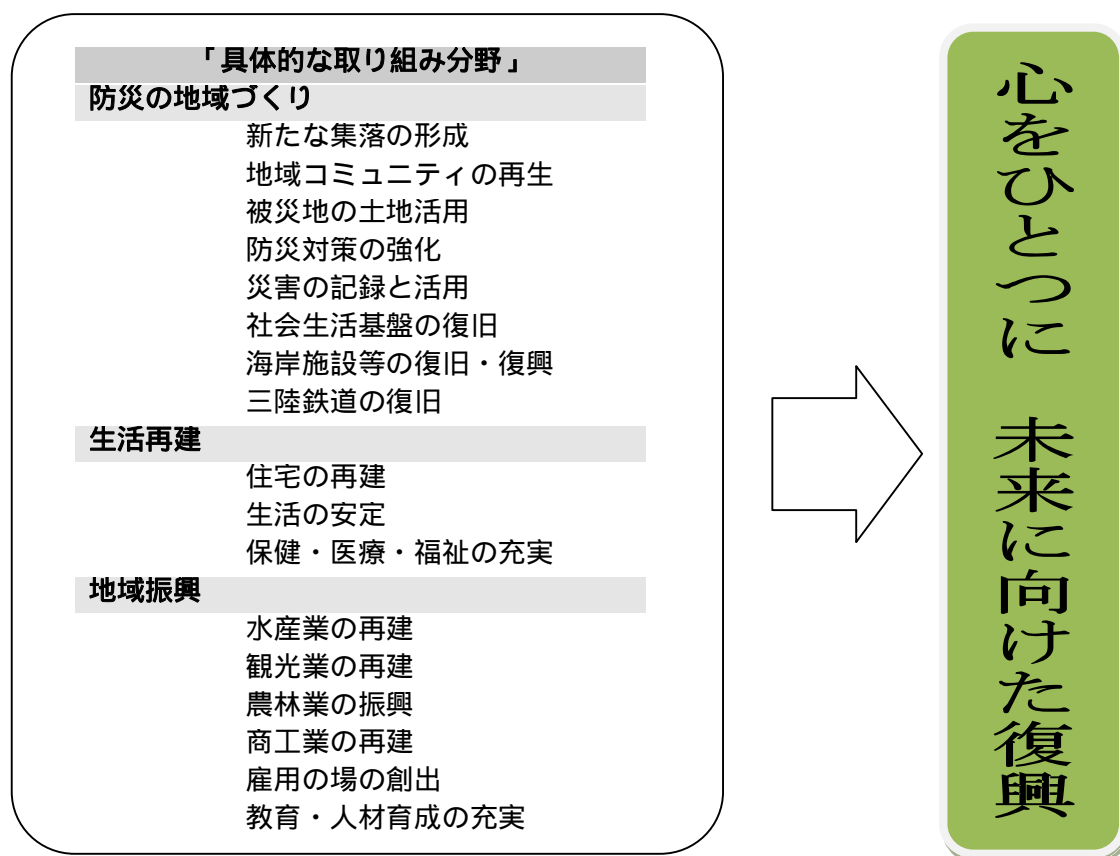 「具体的な取り組み分野」
防災の地域づくり
新たな集落の形成
地域コミュニティの再生
被災地の土地活用
防災対策の強化
災害の記録と活用
社会生活基盤の復旧
海岸施設等の復旧・復興
三陸鉄道の復旧
生活再建
住宅の再建
生活の安定
保健・医療・福祉の充実
地域振興
水産業の再建
観光業の再建
農林業の振興
商工業の再建
雇用の場の創出
教育・人材育成の充実
心をひとつに　未来に向けた復興